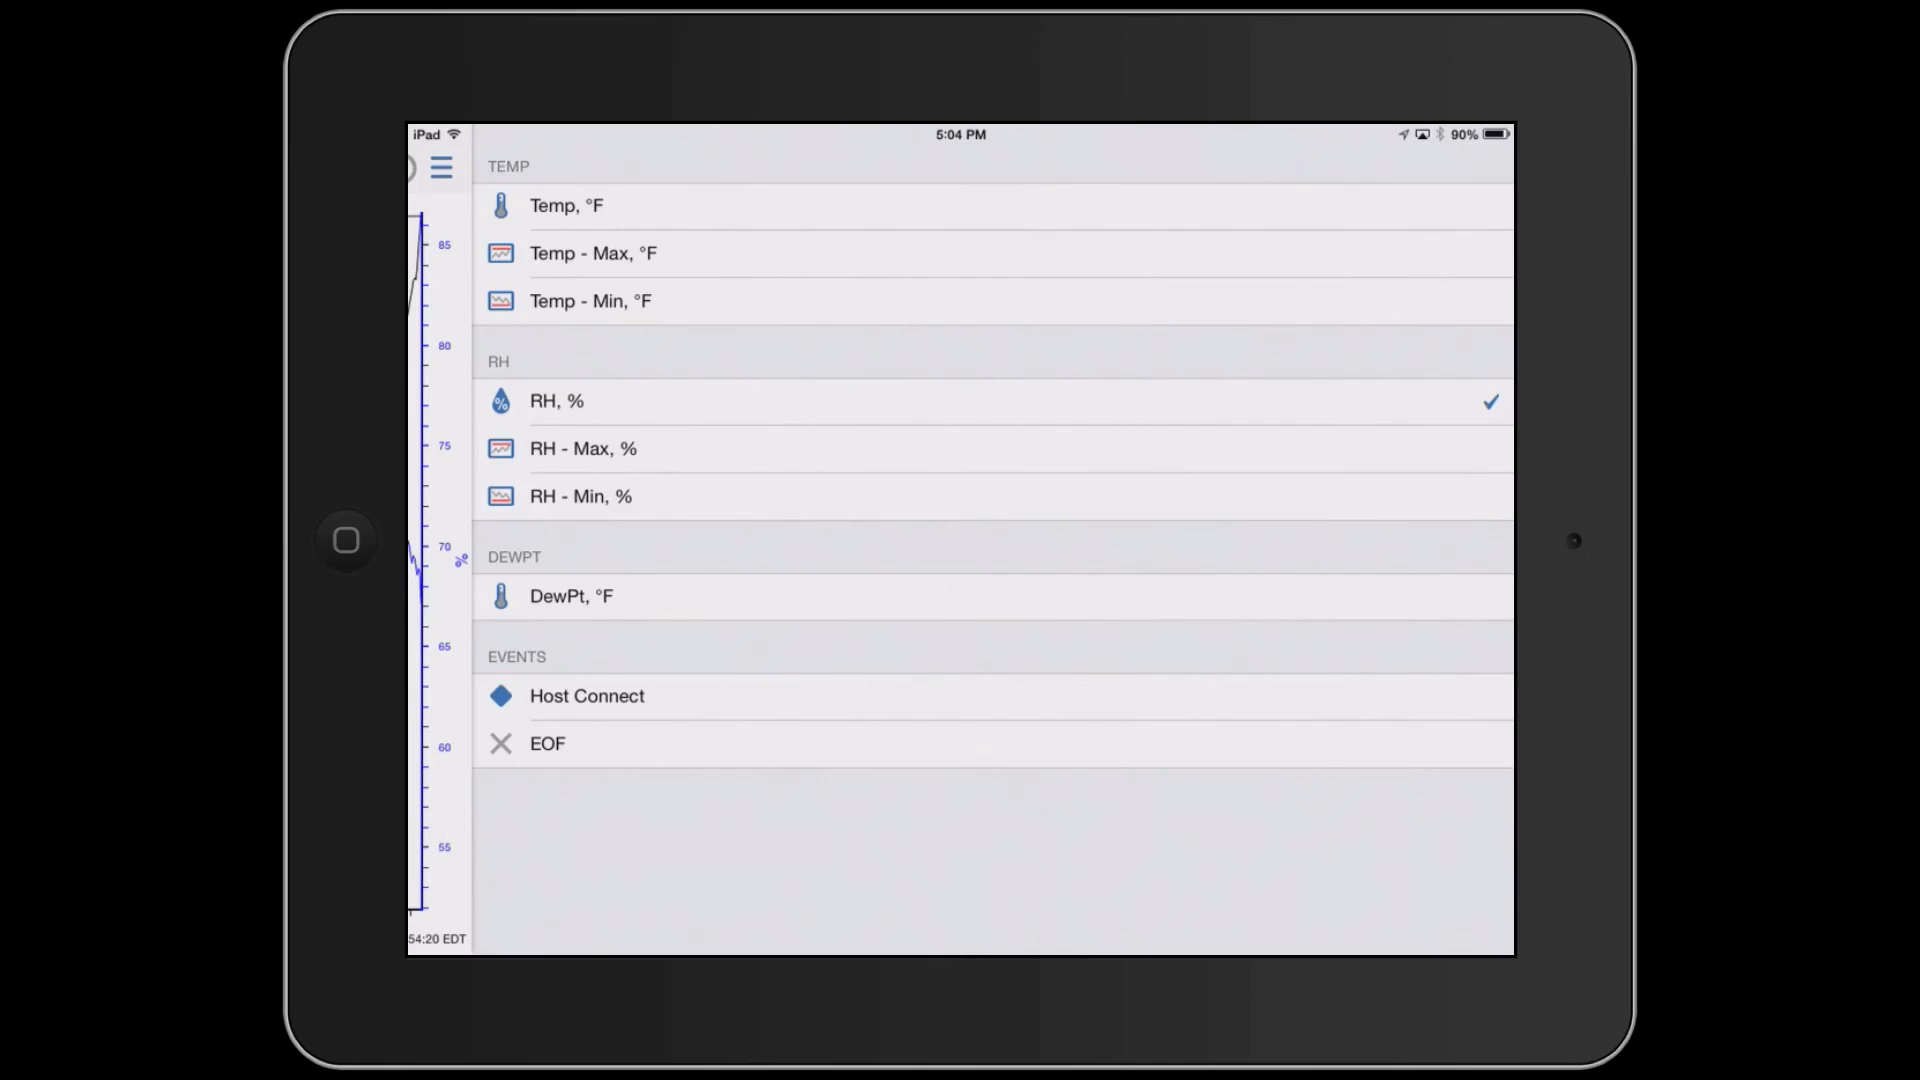 iPad 5:04 PM 90%
TEMP
Temp, °F
85
Temp - Max, °F
Temp - Min, °F
80
RH
RH, %
75
RH - Max, %
RH - Min, %
70
%
DEWPT
DewPt, °F
65
EVENTS
Host Connect
60
EOF
55
54:20 EDT